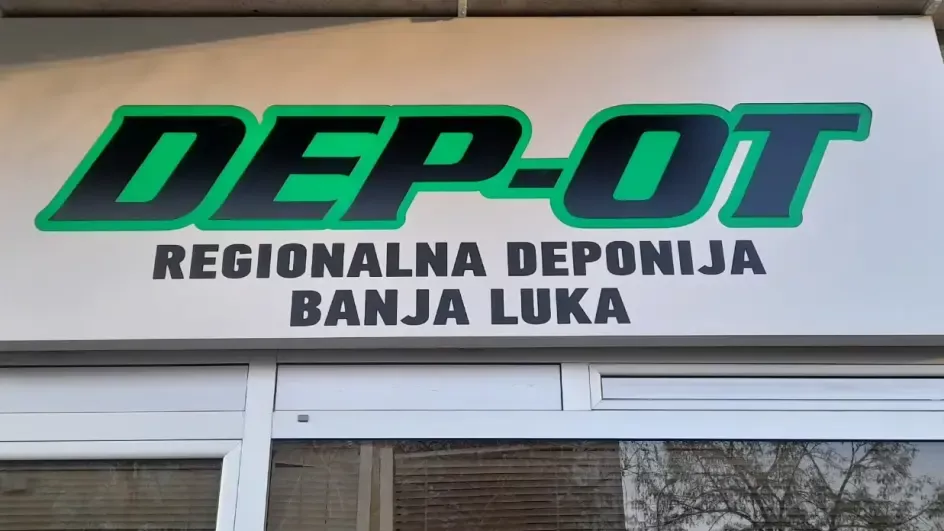 DEP-OT
REGIONALNA DEPONIJA
BANJA LUKA